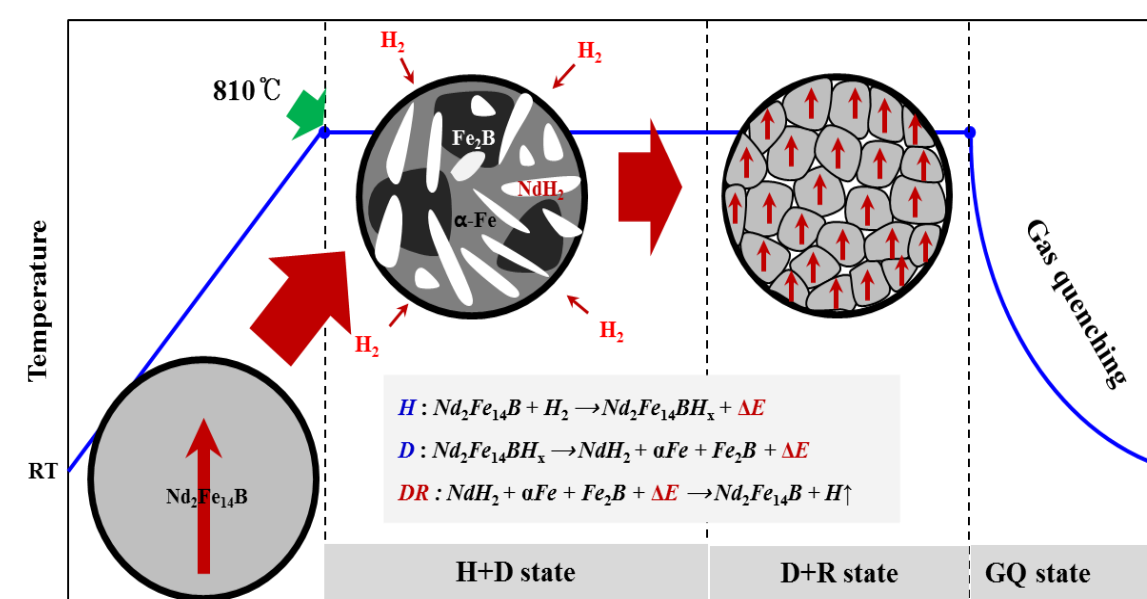 Temperature
RT
810℃
H₂
H₂
H₂
H₂
Fe₂B
NdH₂
α-Fe
Nd₂Fe₁₄B
Gas quenching
H : Nd₂Fe₁₄B + H₂ → Nd₂Fe₁₄BHₓ + ΔE
D : Nd₂Fe₁₄BHₓ → NdH₂ + αFe + Fe₂B + ΔE
DR : NdH₂ + αFe + Fe₂B + ΔE → Nd₂Fe₁₄B + H↑
H+D state
D+R state
GQ state